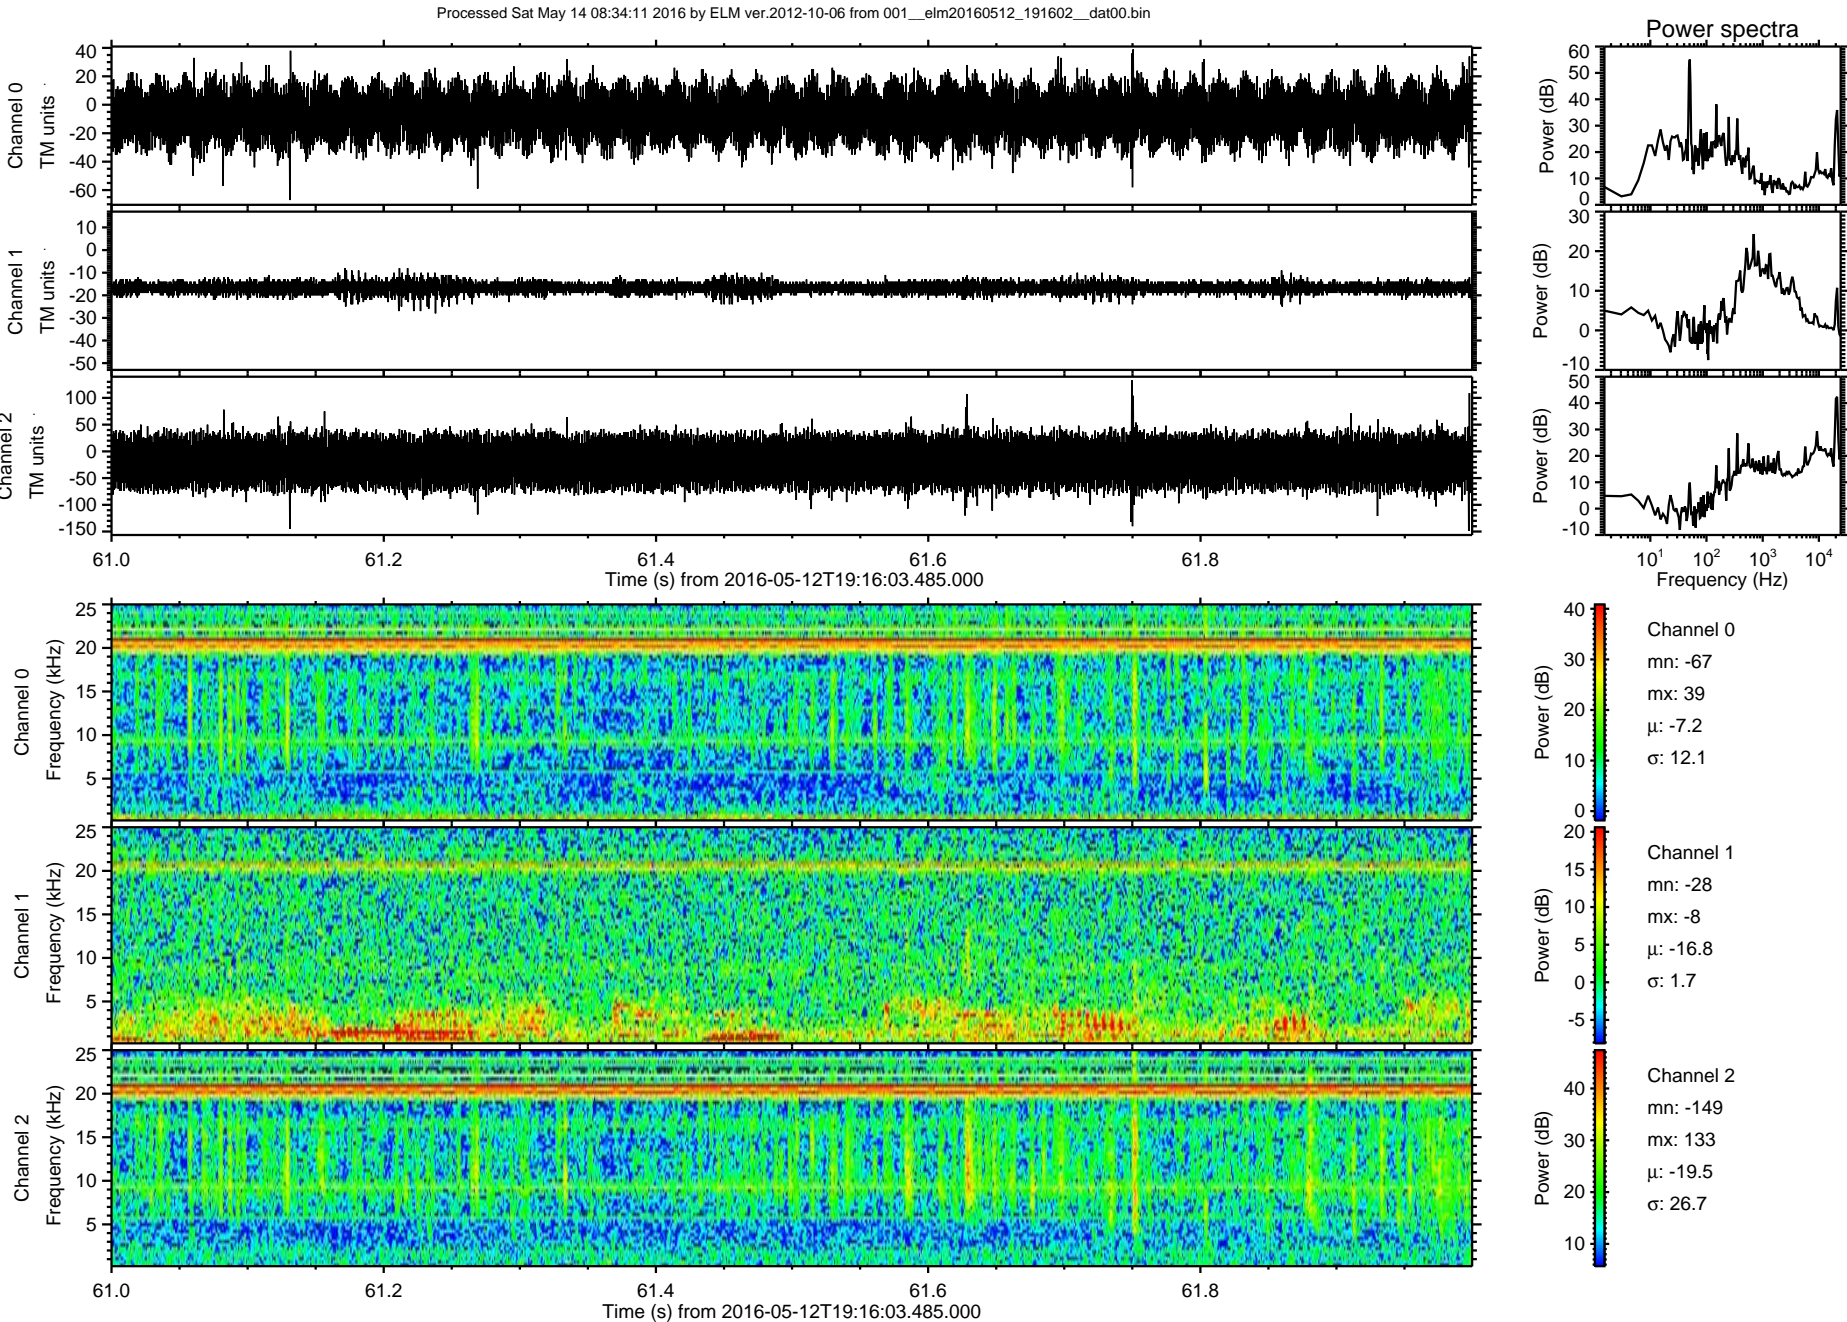 Processed Sat May 14 08:34:11 2016 by ELM ver.2012-10-06 from 001__elm20160512_191602__dat00.bin
Power spectra
Channel 0
TM units
40
20
0
-20
-40
-60
Power (dB)
60
50
40
30
20
10
0
Channel 1
TM units
10
0
-10
-20
-30
-40
-50
Power (dB)
30
20
10
0
-10
Channel 2
TM units
100
50
0
-50
-100
-150
Power (dB)
50
40
30
20
10
0
-10
61.0 61.2 61.4 61.6 61.8
Time (s) from 2016-05-12T19:16:03.485.000
10^1 10^2 10^3 10^4
Frequency (Hz)
Channel 0
Frequency (kHz)
25
20
15
10
5
Power (dB)
40
30
20
10
0
Channel 0
mn: -67
mx: 39
μ: -7.2
σ: 12.1
Channel 1
Frequency (kHz)
25
20
15
10
5
Power (dB)
20
15
10
5
0
-5
Channel 1
mn: -28
mx: -8
μ: -16.8
σ: 1.7
Channel 2
Frequency (kHz)
25
20
15
10
5
Power (dB)
40
30
20
10
Channel 2
mn: -149
mx: 133
μ: -19.5
σ: 26.7
61.0 61.2 61.4 61.6 61.8
Time (s) from 2016-05-12T19:16:03.485.000